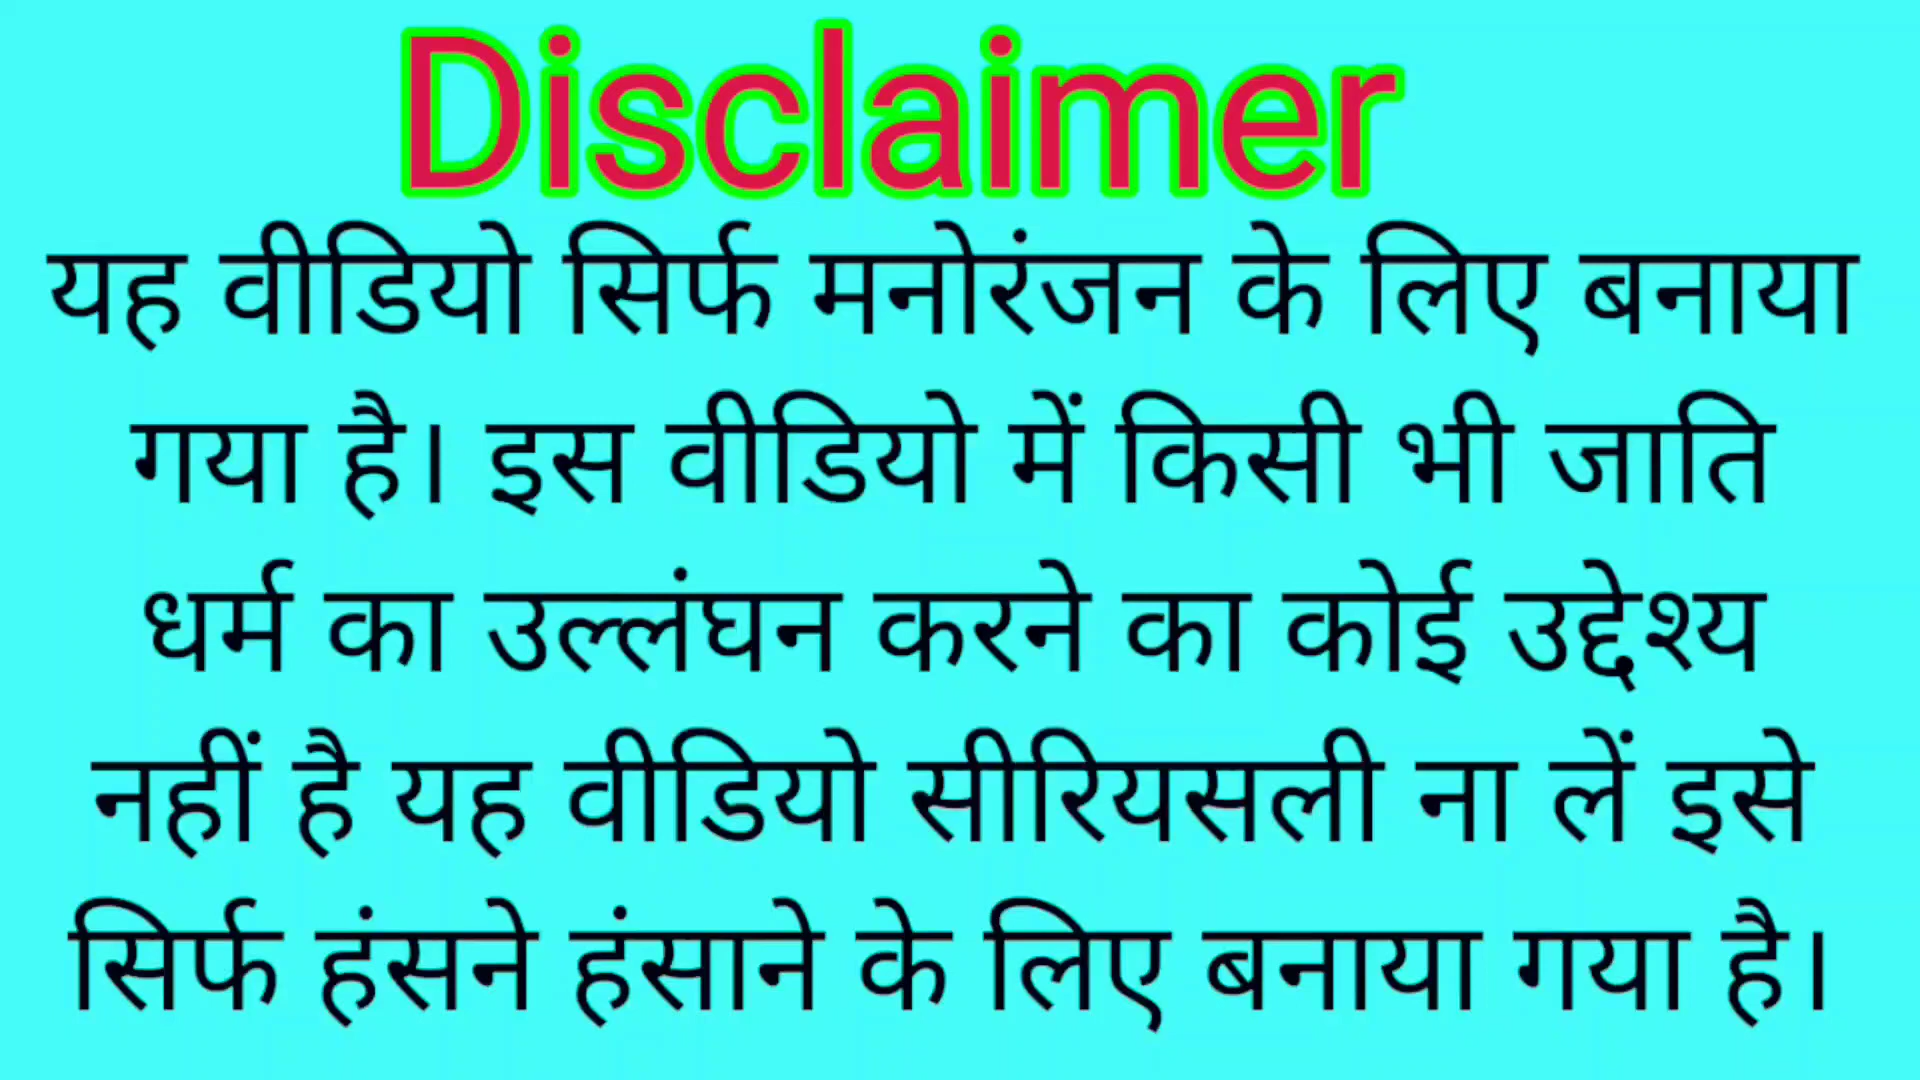 Disclaimer
यह वीडियो सिर्फ मनोरंजन के लिए बनाया
गया है। इस वीडियो में किसी भी जाति
धर्म का उल्लंघन करने का कोई उद्देश्य
नहीं है यह वीडियो सीरियसली ना लें इसे
सिर्फ हंसने हंसाने के लिए बनाया गया है।